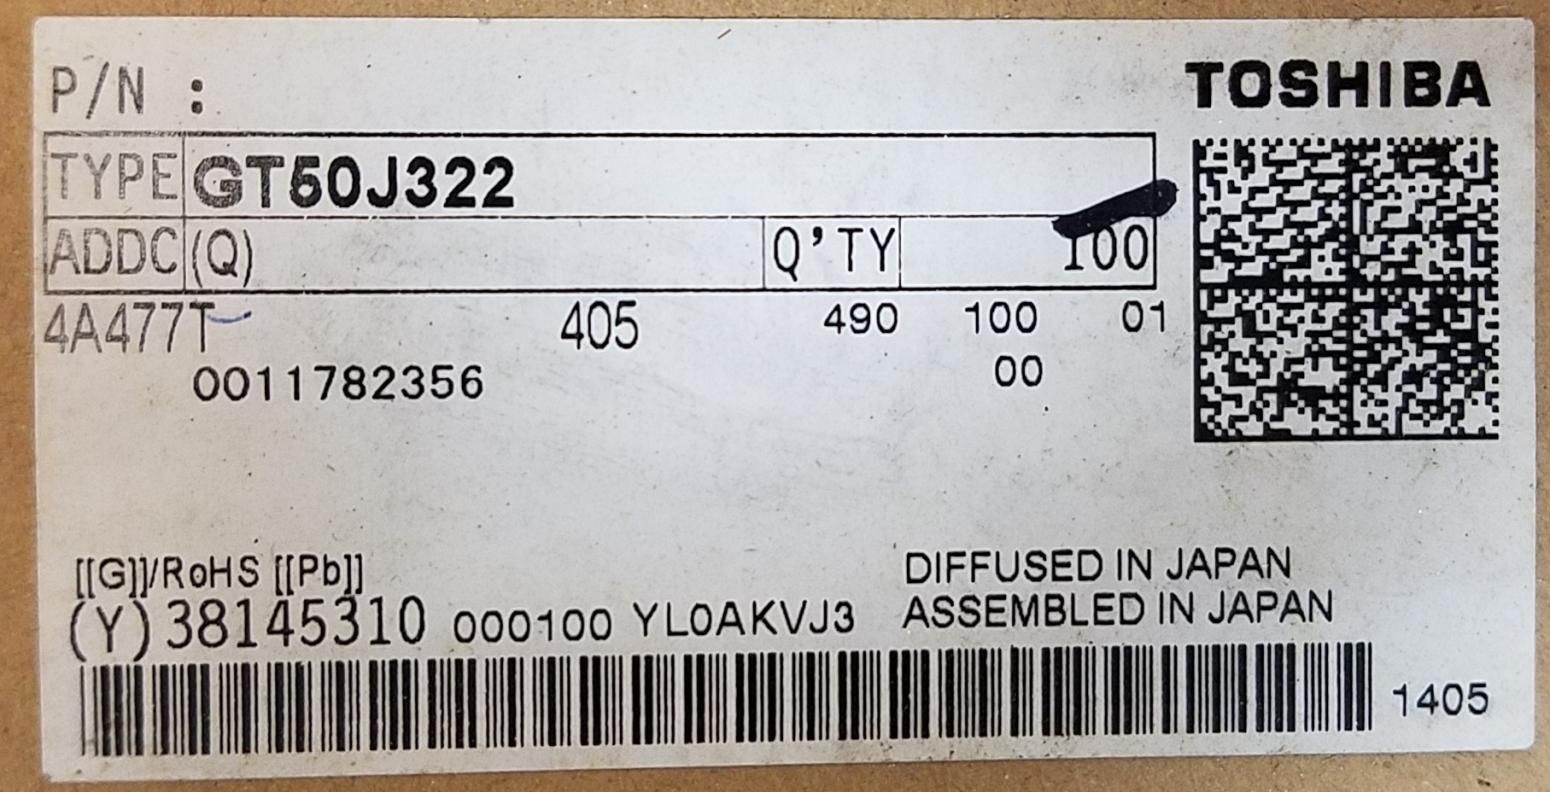 P/N :
TOSHIBA
TYPE GT50J322
ADDC (Q) Q'TY 100
4A477T 405 490 100 01
0011782356 00
[[G]]/RoHS [[Pb]]
DIFFUSED IN JAPAN
(Y) 38145310 000100 YL0AKVJ3
ASSEMBLED IN JAPAN
1405